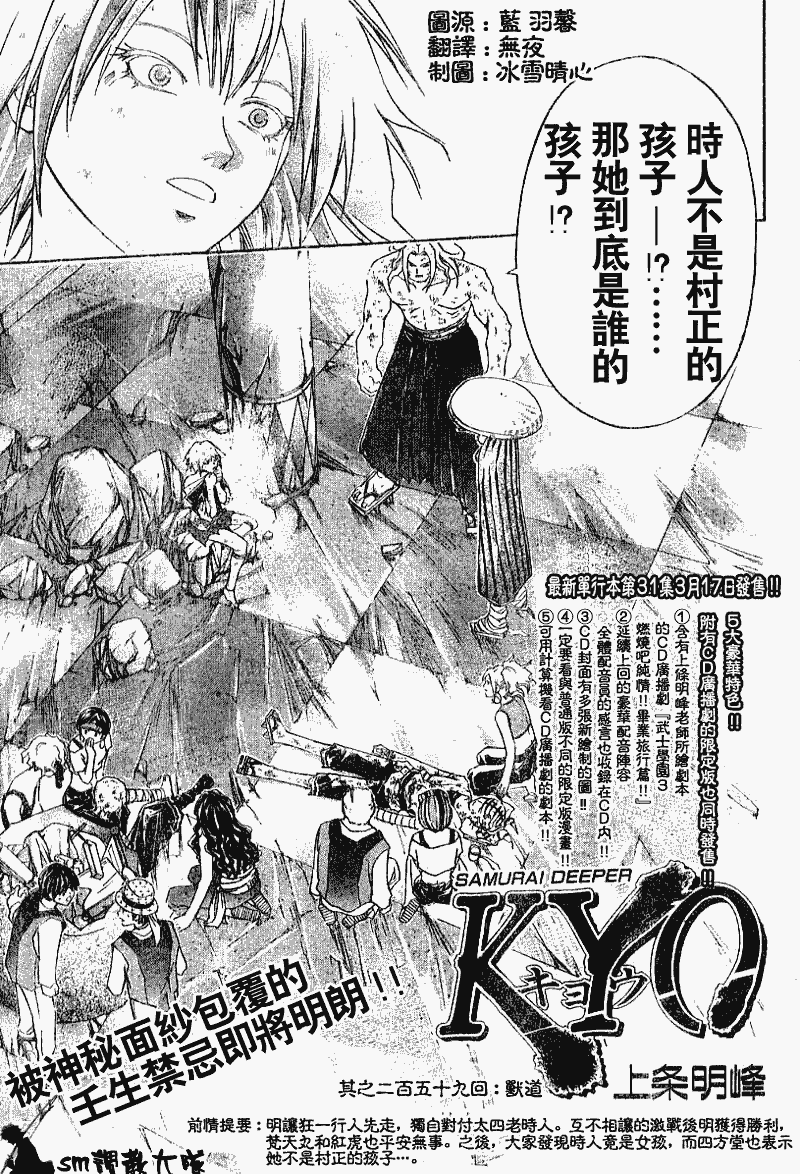 圖源：藍羽馨
翻譯：無夜
制圖：冰雪晴心
時人不是村正的
孩子—!?……
那她到底是誰的
孩子!?
最新單行本第31集3月17日發售!!
5大豪華特色!!
附有CD廣播劇的限定版也同時發售!!
①含有上條明峰老師所繪劇本
的CD廣播劇『武士學園3
燃燒吧純情!!畢業旅行篇!!』
②延續上回的豪華配音陣容
全體配音員的感言也收錄在CD內!!
③CD封面有多張新繪制的圖!!
④一定要看與普通版不同的限定版漫畫!!
⑤可用計算機看CD廣播劇的劇本!!
SAMURAI DEEPER
KYO
キョウ
被神秘面紗包覆的
壬生禁忌即將明朗!!
其之二百五十九回：獸道
上条明峰
前情提要：明讓狂一行人先走，獨自對付太四老時人。互不相讓的激戰後明獲得勝利，
梵天丸和紅虎也平安無事。之後，大家發現時人竟是女孩，而四方堂也表示
她不是村正的孩子…。